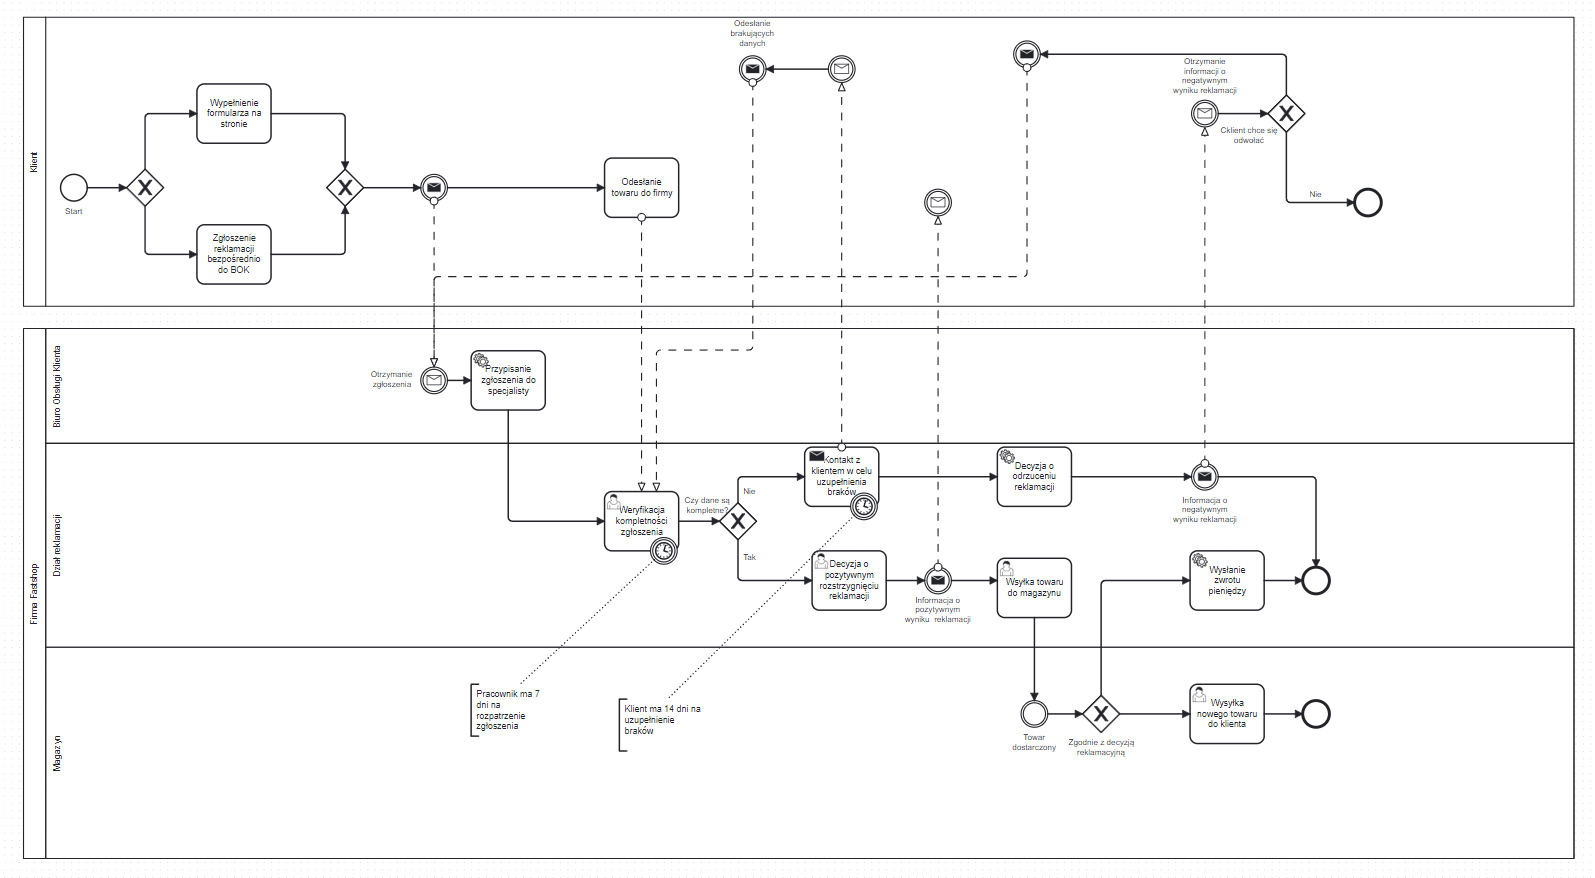 Klient
Start
Wypełnienie
formularza na
stronie
Zgłoszenie
reklamacji
bezpośrednio
do BOK
Odesłanie
towaru do firmy
Odesłanie
brakujących
danych
Otrzymanie
informacji o
negatywnym
wyniku reklamacji
Cklient chce się
odwołać
Nie
Firma Fastshop
Biuro Obsługi Klienta
Otrzymanie
zgłoszenia
Przypisanie
zgłoszenia do
specjalisty
Dział reklamacji
Weryfikacja
kompletności
zgłoszenia
Czy dane są
kompletne?
Nie
Tak
Kontakt z
klientem w celu
uzupełnienia
braków
Decyzja o
odrzuceniu
reklamacji
Informacja o
negatywnym
wyniku reklamacji
Decyzja o
pozytywnym
rozstrzygnięciu
reklamacji
Informacja o
pozytywnym
wyniku reklamacji
Wsyłka towaru
do magazynu
Wysłanie
zwrotu
pieniędzy
Magazyn
Pracownik ma 7
dni na
rozpatrzenie
zgłoszenia
Klient ma 14 dni na
uzupełnienie
braków
Towar
dostarczony
Zgodnie z decyzją
reklamacyjną
Wysyłka
nowego towaru
do klienta